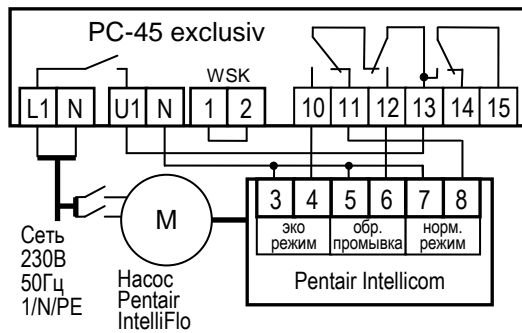 PC-45 exclusiv
WSK
L1 N U1 N 1 2 10 11 12 13 14 15
3 4 5 6 7 8
эко режим
обр. промывка
норм. режим
Pentair Intellicom
M
Сеть
230В
50Гц
1/N/PE
Насос
Pentair
IntelliFlo